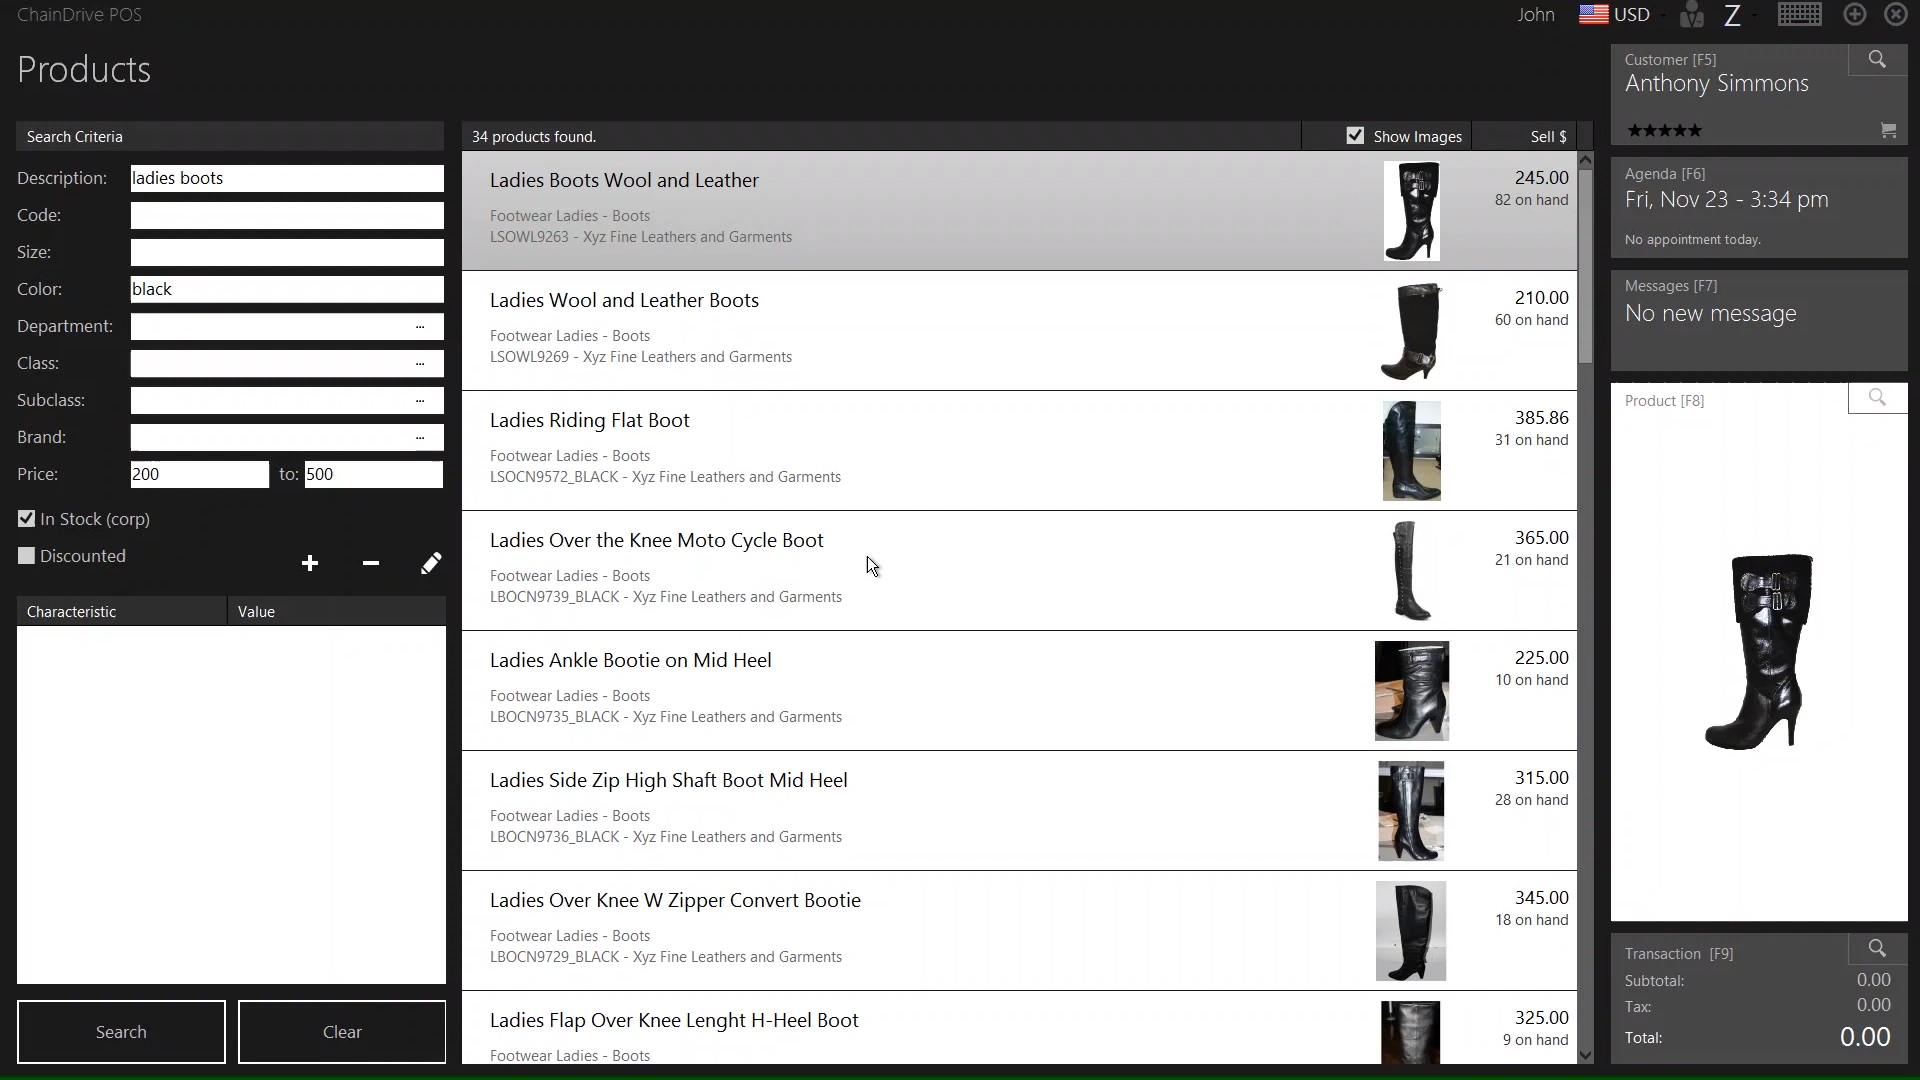 ChainDrive POS
John
USD
Z
Products
Search Criteria
Description: ladies boots
Code:
Size:
Color: black
Department: ...
Class: ...
Subclass: ...
Brand: ...
Price: 200 to: 500
In Stock (corp)
Discounted
Characteristic Value
Search Clear
34 products found. Show Images Sell $
Ladies Boots Wool and Leather 245.00
82 on hand
Footwear Ladies - Boots
LSOWL9263 - Xyz Fine Leathers and Garments
Ladies Wool and Leather Boots 210.00
60 on hand
Footwear Ladies - Boots
LSOWL9269 - Xyz Fine Leathers and Garments
Ladies Riding Flat Boot 385.86
31 on hand
Footwear Ladies - Boots
LSOCN9572_BLACK - Xyz Fine Leathers and Garments
Ladies Over the Knee Moto Cycle Boot 365.00
21 on hand
Footwear Ladies - Boots
LBOCN9739_BLACK - Xyz Fine Leathers and Garments
Ladies Ankle Bootie on Mid Heel 225.00
10 on hand
Footwear Ladies - Boots
LBOCN9735_BLACK - Xyz Fine Leathers and Garments
Ladies Side Zip High Shaft Boot Mid Heel 315.00
28 on hand
Footwear Ladies - Boots
LBOCN9736_BLACK - Xyz Fine Leathers and Garments
Ladies Over Knee W Zipper Convert Bootie 345.00
18 on hand
Footwear Ladies - Boots
LBOCN9729_BLACK - Xyz Fine Leathers and Garments
Ladies Flap Over Knee Lenght H-Heel Boot 325.00
9 on hand
Footwear Ladies - Boots
Customer [F5]
Anthony Simmons
★★★★★
Agenda [F6]
Fri, Nov 23 - 3:34 pm
No appointment today.
Messages [F7]
No new message
Product [F8]
Transaction [F9]
Subtotal: 0.00
Tax: 0.00
Total: 0.00